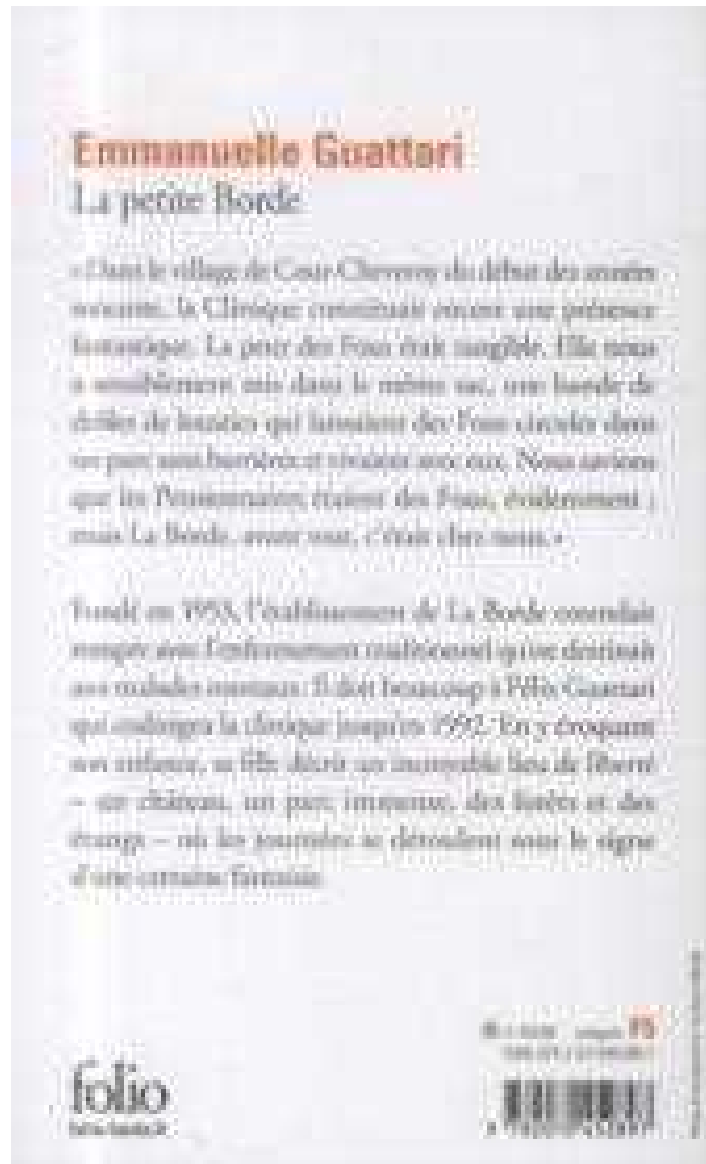 Emmanuelle Guattari
La petite Borde
« Dans le village de Cour-Cheverny du début des années
soixante, la Clinique constituait encore une présence
fantastique. La peur des Fous était tangible. Elle nous
a sensiblement mis dans le même sac, une bande de
drôles de loustics qui laissaient des Fous circuler dans
un parc sans barrières et vivaient avec eux. Nous savions
que les Pensionnaires étaient des Fous, évidemment ;
mais La Borde, avant tout, c'était chez nous. »
Fondé en 1953, l'établissement de La Borde entendait
rompre avec l'enfermement traditionnel qu'on destinait
aux malades mentaux. Il doit beaucoup à Félix Guattari
qui codirigea la clinique jusqu'en 1992. En y évoquant
son enfance, sa fille décrit un incroyable lieu de liberté
– un château, un parc immense, des forêts et des
étangs – où les journées se déroulent sous le signe
d'une certaine fantaisie.
F5
folio